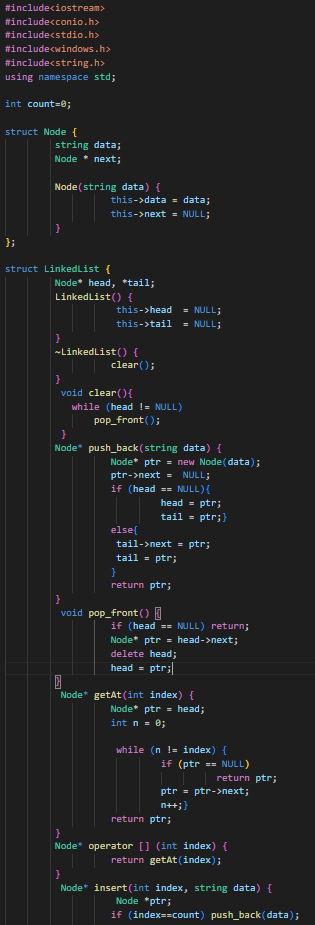 #include<iostream>
#include<conio.h>
#include<stdio.h>
#include<windows.h>
#include<string.h>
using namespace std;
int count=0;
struct Node {
string data;
Node * next;
Node(string data) {
this->data = data;
this->next = NULL;
}
};
struct LinkedList {
Node* head, *tail;
LinkedList() {
this->head  = NULL;
this->tail  = NULL;
}
~LinkedList() {
clear();
}
void clear(){
while (head != NULL)
pop_front();
}
Node* push_back(string data) {
Node* ptr = new Node(data);
ptr->next =  NULL;
if (head == NULL){
head = ptr;
tail = ptr;}
else{
tail->next = ptr;
tail = ptr;
}
return ptr;
}
void pop_front() {
if (head == NULL) return;
Node* ptr = head->next;
delete head;
head = ptr;
}
Node* getAt(int index) {
Node* ptr = head;
int n = 0;
while (n != index) {
if (ptr == NULL)
return ptr;
ptr = ptr->next;
n++;}
return ptr;
}
Node* operator [] (int index) {
return getAt(index);
}
Node* insert(int index, string data) {
Node *ptr;
if (index==count) push_back(data);